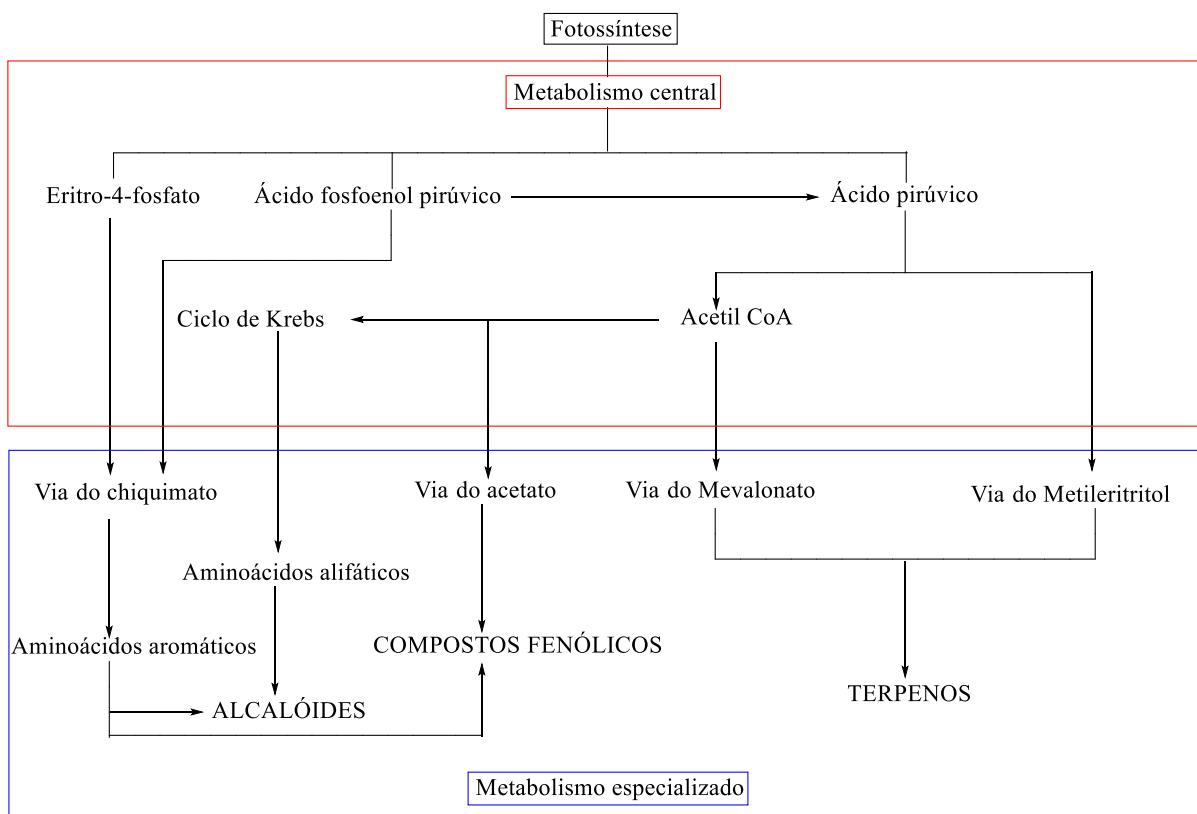 Fotossíntese
Metabolismo central
Eritro-4-fosfato
Ácido fosfoenol pirúvico
Ácido pirúvico
Ciclo de Krebs
Acetil CoA
Via do chiquimato
Via do acetato
Via do Mevalonato
Via do Metileritritol
Aminoácidos alifáticos
Aminoácidos aromáticos
COMPOSTOS FENÓLICOS
ALCALÓIDES
TERPENOS
Metabolismo especializado